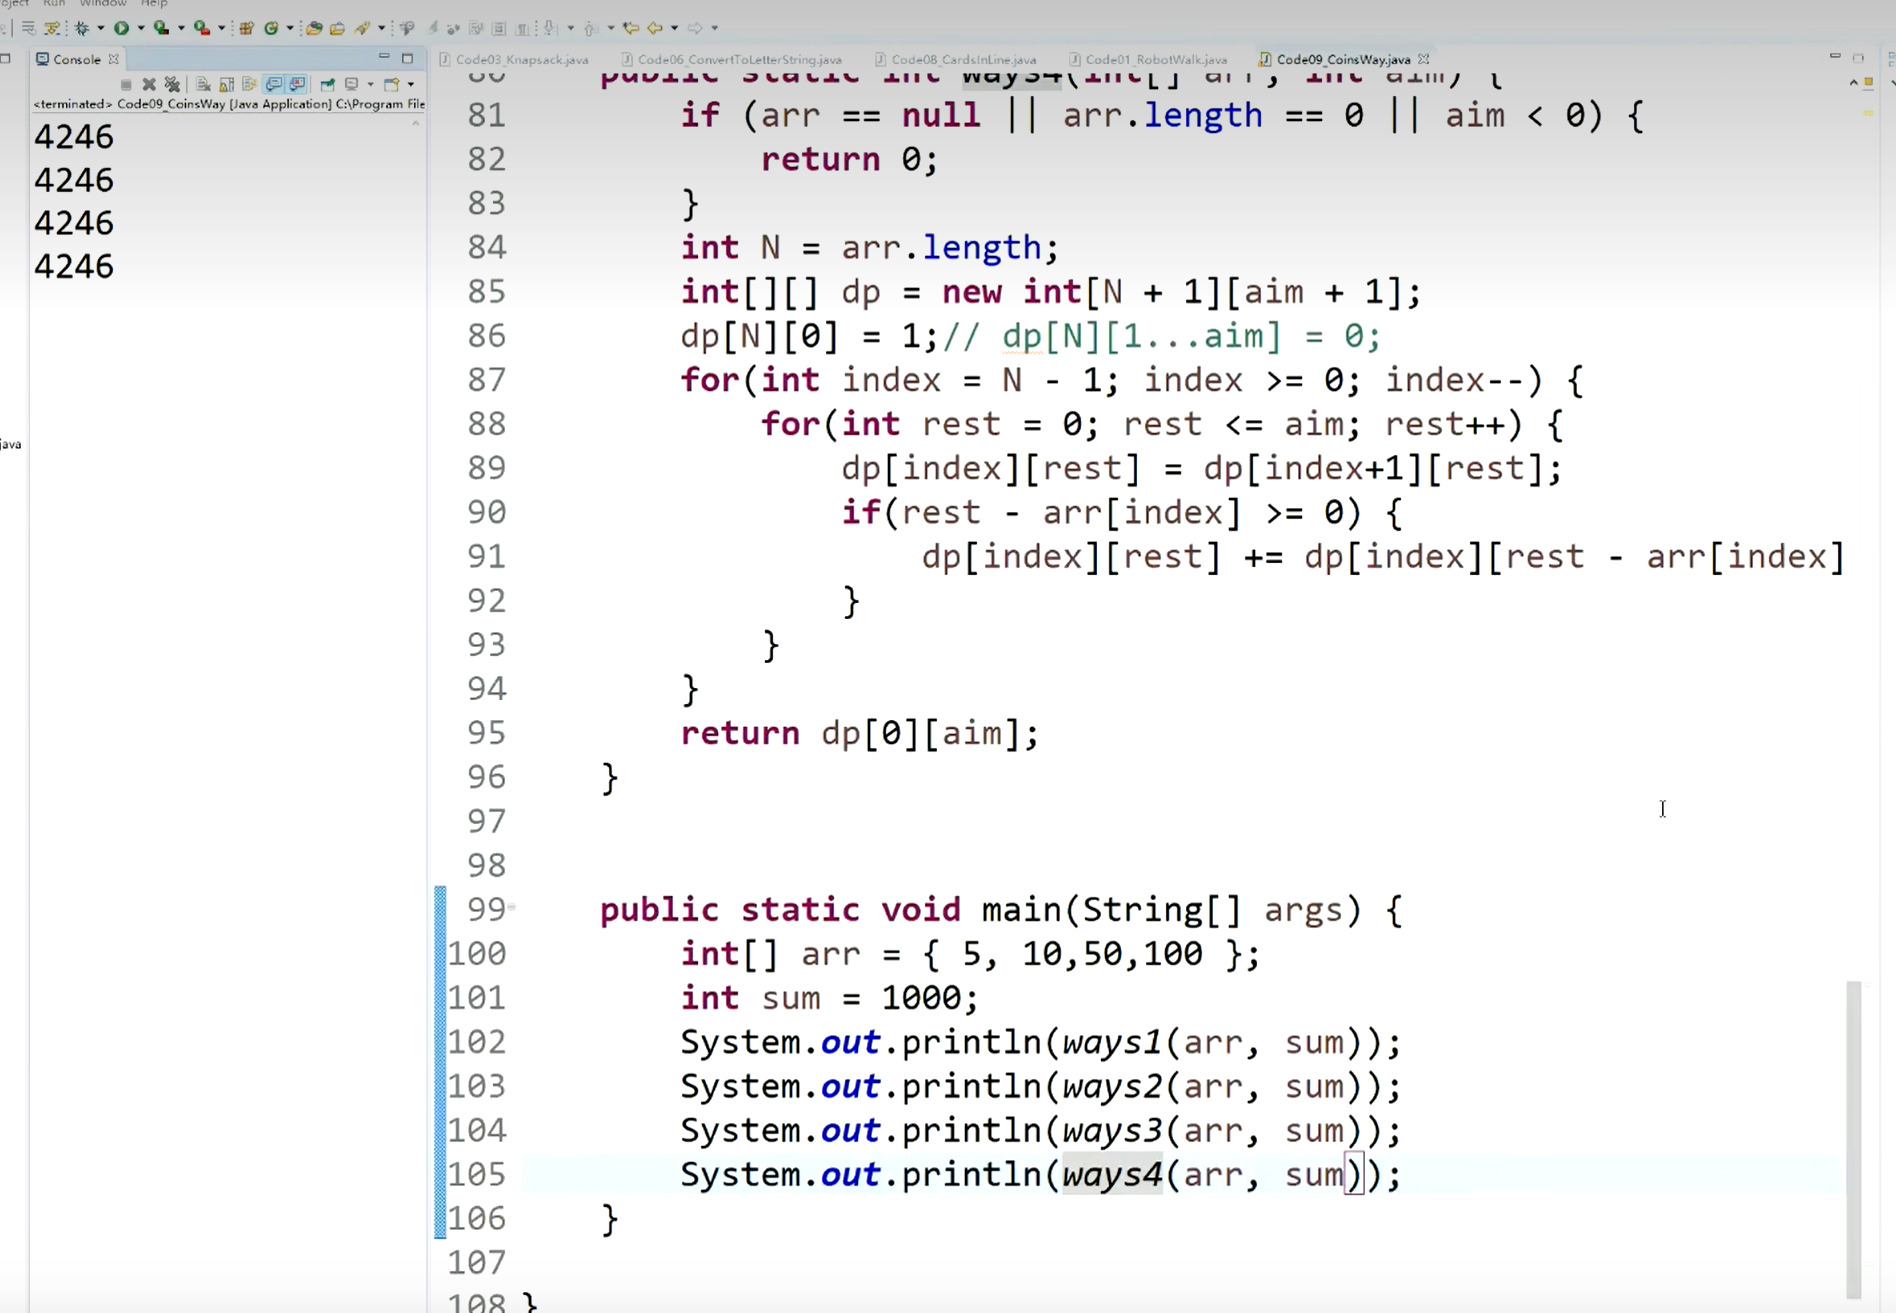 Run Window Help
Console
<terminated> Code09_CoinsWay [Java Application] C:\Program File
4246
4246
4246
4246
java
Code03_Knapsack.java Code06_ConvertToLetterString.java Code08_CardsInLine.java Code01_RobotWalk.java Code09_CoinsWay.java
80 public static int ways4(int[] arr, int aim) {
81 if (arr == null || arr.length == 0 || aim < 0) {
82 return 0;
83 }
84 int N = arr.length;
85 int[][] dp = new int[N + 1][aim + 1];
86 dp[N][0] = 1;// dp[N][1...aim] = 0;
87 for(int index = N - 1; index >= 0; index--) {
88 for(int rest = 0; rest <= aim; rest++) {
89 dp[index][rest] = dp[index+1][rest];
90 if(rest - arr[index] >= 0) {
91 dp[index][rest] += dp[index][rest - arr[index]
92 }
93 }
94 }
95 return dp[0][aim];
96 }
97
98
99 public static void main(String[] args) {
100 int[] arr = { 5, 10,50,100 };
101 int sum = 1000;
102 System.out.println(ways1(arr, sum));
103 System.out.println(ways2(arr, sum));
104 System.out.println(ways3(arr, sum));
105 System.out.println(ways4(arr, sum));
106 }
107
108 }